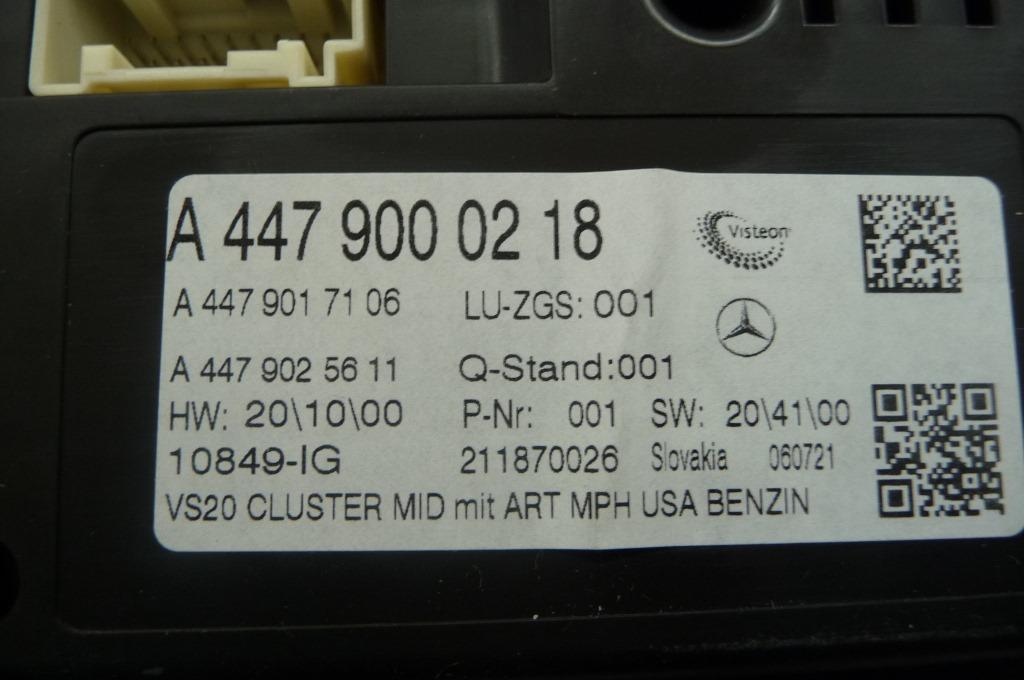 A 447 900 02 18
Visteon
A 447 901 71 06 LU-ZGS: 001
A 447 902 56 11 Q-Stand:001
HW: 20\10\00 P-Nr: 001 SW: 20\41\00
10849-IG 211870026 Slovakia 060721
VS20 CLUSTER MID mit ART MPH USA BENZIN